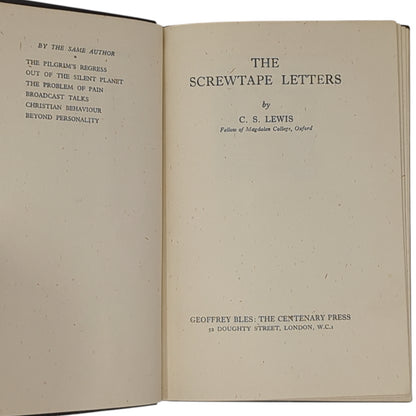 BY THE SAME AUTHOR
THE PILGRIM'S REGRESS
OUT OF THE SILENT PLANET
THE PROBLEM OF PAIN
BROADCAST TALKS
CHRISTIAN BEHAVIOUR
BEYOND PERSONALITY
THE
SCREWTAPE LETTERS
by
C. S. LEWIS
Fellow of Magdalen College, Oxford
GEOFFREY BLES: THE CENTENARY PRESS
52 DOUGHTY STREET, LONDON, W.C.1